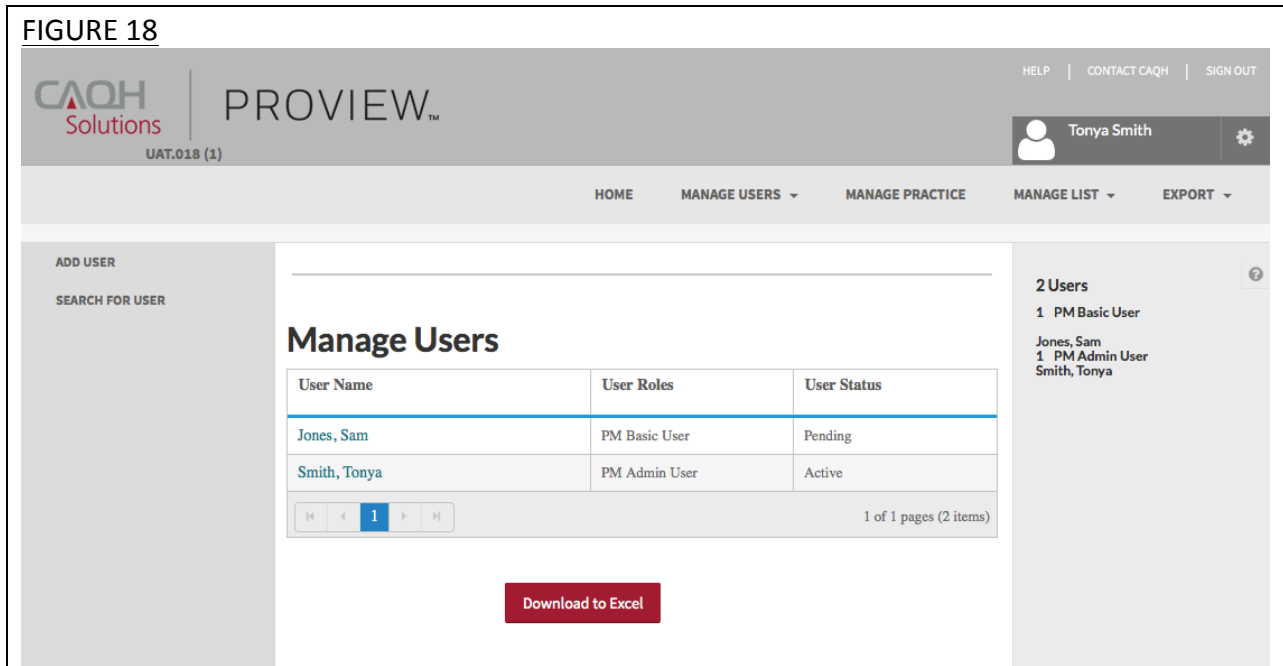 FIGURE 18
HELP | CONTACT CAQH | SIGN OUT
CAQH
Solutions
PROVIEW™
UAT.018 (1)
Tonya Smith
HOME MANAGE USERS MANAGE PRACTICE MANAGE LIST EXPORT
ADD USER
SEARCH FOR USER
Manage Users
User Name User Roles User Status
Jones, Sam PM Basic User Pending
Smith, Tonya PM Admin User Active
1
1 of 1 pages (2 items)
Download to Excel
?
2 Users
1 PM Basic User
Jones, Sam
1 PM Admin User
Smith, Tonya